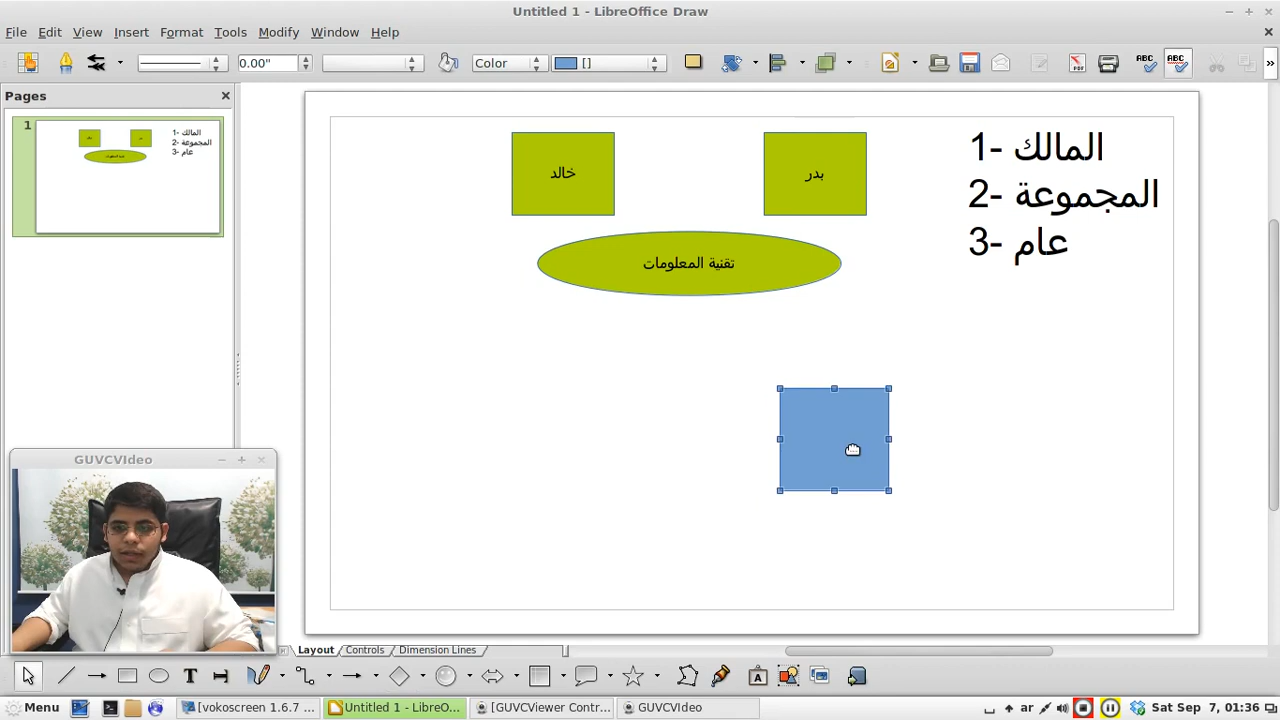 Untitled 1 - LibreOffice Draw
File Edit View Insert Format Tools Modify Window Help
0.00"
Color
[]
Pages
1
خالد
بدر
تقنية المعلومات
1- المالك
2- المجموعة
3- عام
GUVCVIdeo
Layout Controls Dimension Lines
Menu
[vokoscreen 1.6.7 ...
Untitled 1 - LibreO...
[GUVCViewer Contr...
GUVCVIdeo
ar
Sat Sep 7, 01:36